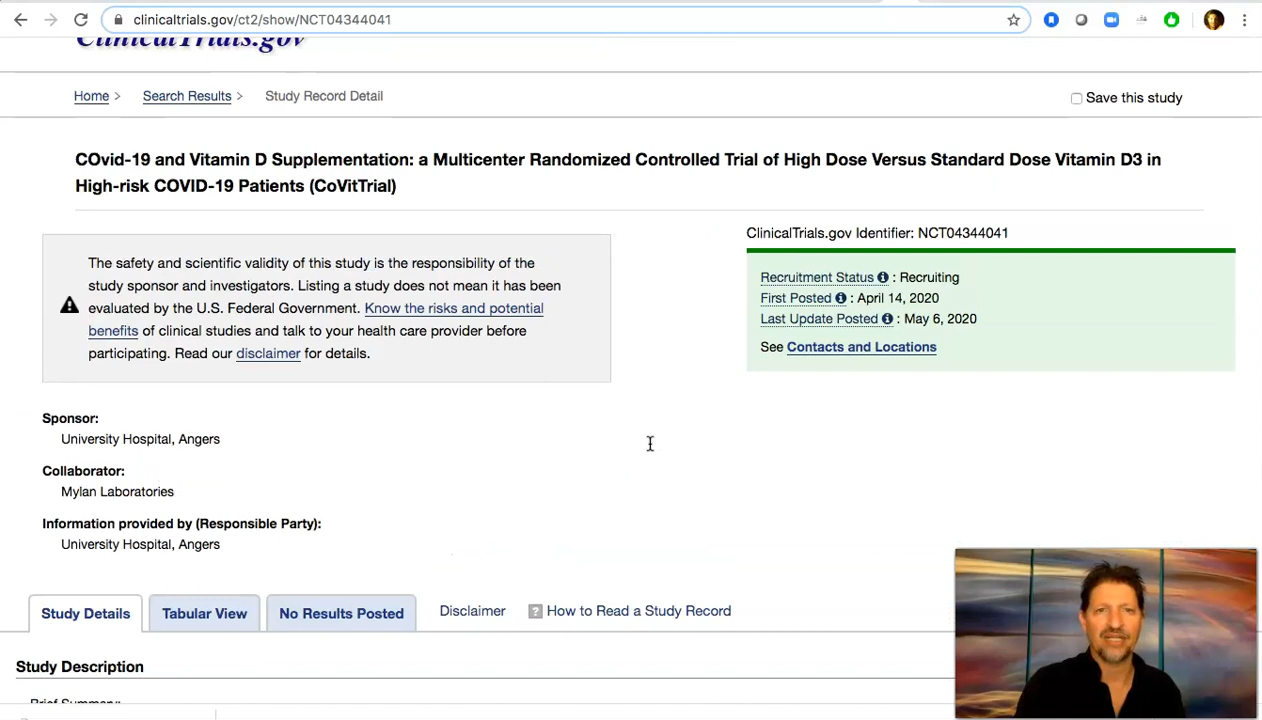 clinicaltrials.gov/ct2/show/NCT04344041
ClinicalTrials.gov
Home > Search Results > Study Record Detail
Save this study
COvid-19 and Vitamin D Supplementation: a Multicenter Randomized Controlled Trial of High Dose Versus Standard Dose Vitamin D3 in
High-risk COVID-19 Patients (CoVitTrial)
The safety and scientific validity of this study is the responsibility of the
study sponsor and investigators. Listing a study does not mean it has been
evaluated by the U.S. Federal Government. Know the risks and potential
benefits of clinical studies and talk to your health care provider before
participating. Read our disclaimer for details.
ClinicalTrials.gov Identifier: NCT04344041
Recruitment Status : Recruiting
First Posted : April 14, 2020
Last Update Posted : May 6, 2020
See Contacts and Locations
Sponsor:
University Hospital, Angers
Collaborator:
Mylan Laboratories
Information provided by (Responsible Party):
University Hospital, Angers
Study Details
Tabular View
No Results Posted
Disclaimer
? How to Read a Study Record
Study Description
Brief Summary: